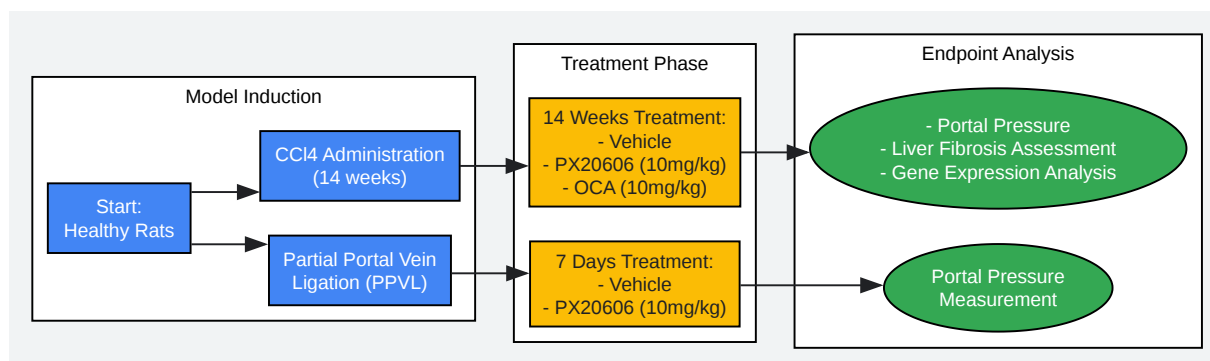 Model Induction
Start:
Healthy Rats
CCl4 Administration
(14 weeks)
Partial Portal Vein
Ligation (PPVL)
Treatment Phase
14 Weeks Treatment:
- Vehicle
- PX20606 (10mg/kg)
- OCA (10mg/kg)
7 Days Treatment:
- Vehicle
- PX20606 (10mg/kg)
Endpoint Analysis
- Portal Pressure
- Liver Fibrosis Assessment
- Gene Expression Analysis
Portal Pressure
Measurement